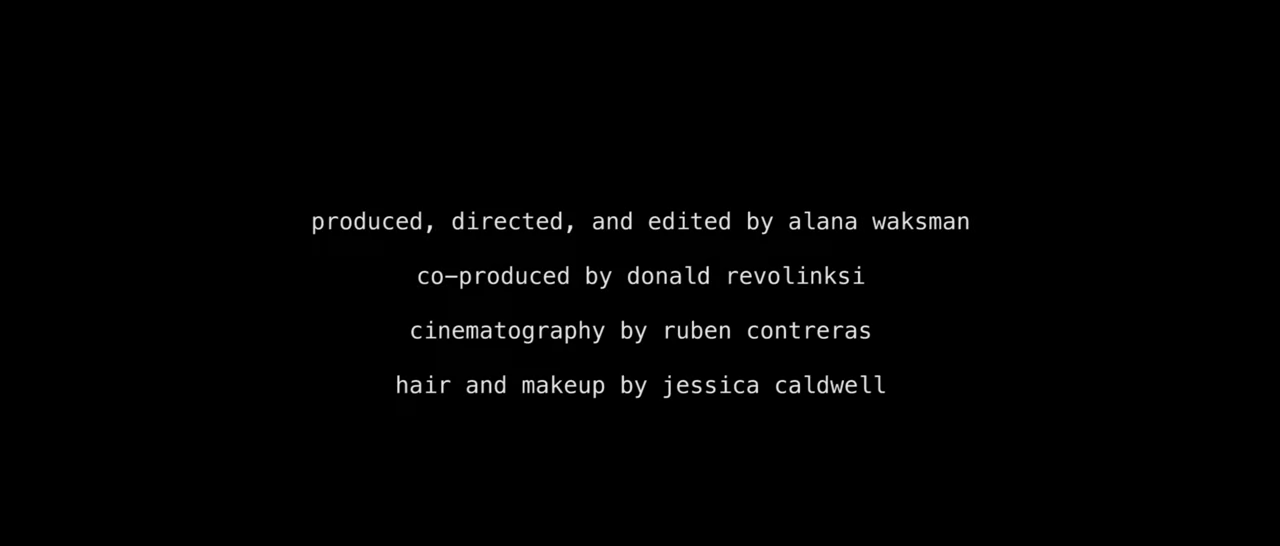 produced, directed, and edited by alana waksman
co-produced by donald revolinksi
cinematography by ruben contreras
hair and makeup by jessica caldwell